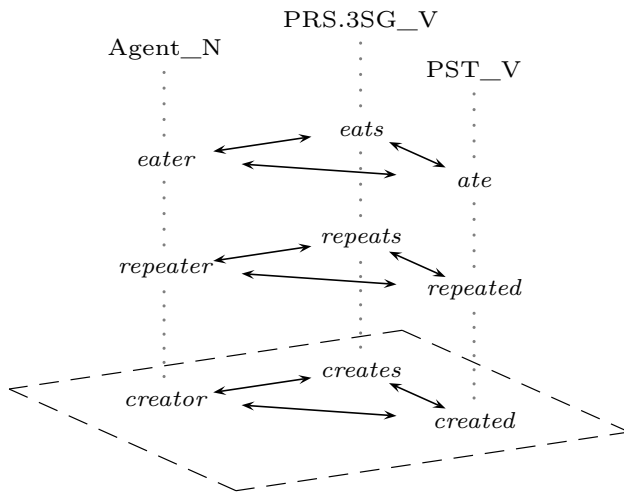 PRS.3SG_V
Agent_N
PST_V
eats
eater
ate
repeats
repeater
repeated
creates
creator
created